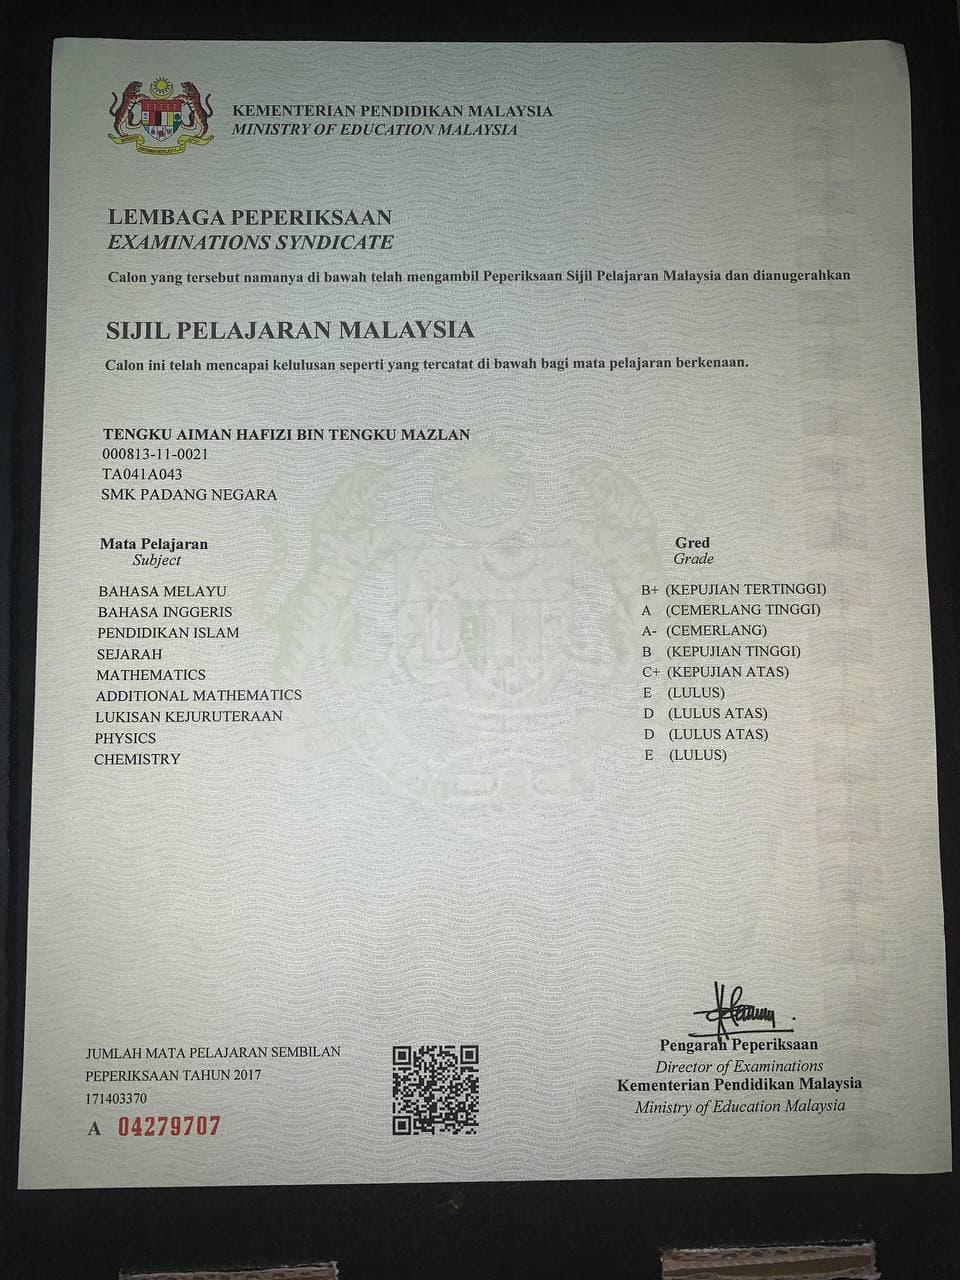 KEMENTERIAN PENDIDIKAN MALAYSIA
MINISTRY OF EDUCATION MALAYSIA
LEMBAGA PEPERIKSAAN
EXAMINATIONS SYNDICATE
Calon yang tersebut namanya di bawah telah mengambil Peperiksaan Sijil Pelajaran Malaysia dan dianugerahkan
SIJIL PELAJARAN MALAYSIA
Calon ini telah mencapai kelulusan seperti yang tercatat di bawah bagi mata pelajaran berkenaan.
TENGKU AIMAN HAFIZI BIN TENGKU MAZLAN
000813-11-0021
TA041A043
SMK PADANG NEGARA
Mata Pelajaran Gred
Subject Grade
BAHASA MELAYU B+ (KEPUJIAN TERTINGGI)
BAHASA INGGERIS A (CEMERLANG TINGGI)
PENDIDIKAN ISLAM A- (CEMERLANG)
SEJARAH B (KEPUJIAN TINGGI)
MATHEMATICS C+ (KEPUJIAN ATAS)
ADDITIONAL MATHEMATICS E (LULUS)
LUKISAN KEJURUTERAAN D (LULUS ATAS)
PHYSICS D (LULUS ATAS)
CHEMISTRY E (LULUS)
JUMLAH MATA PELAJARAN SEMBILAN
PEPERIKSAAN TAHUN 2017
171403370
A 04279707
Pengarah Peperiksaan
Director of Examinations
Kementerian Pendidikan Malaysia
Ministry of Education Malaysia